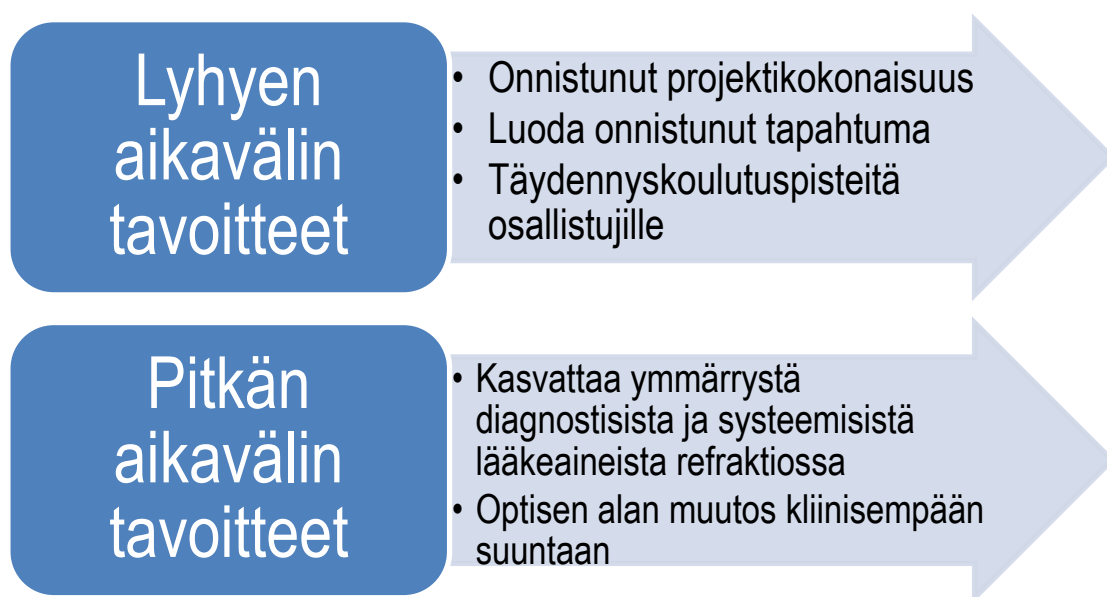 Lyhyen
aikavälin
tavoitteet
• Onnistunut projektikokonaisuus
• Luoda onnistunut tapahtuma
• Täydennyskoulutuspisteitä
osallistujille
Pitkän
aikavälin
tavoitteet
• Kasvattaa ymmärrystä
diagnostisista ja systeemisistä
lääkeaineista refraktiossa
• Optisen alan muutos kliinisempään
suuntaan